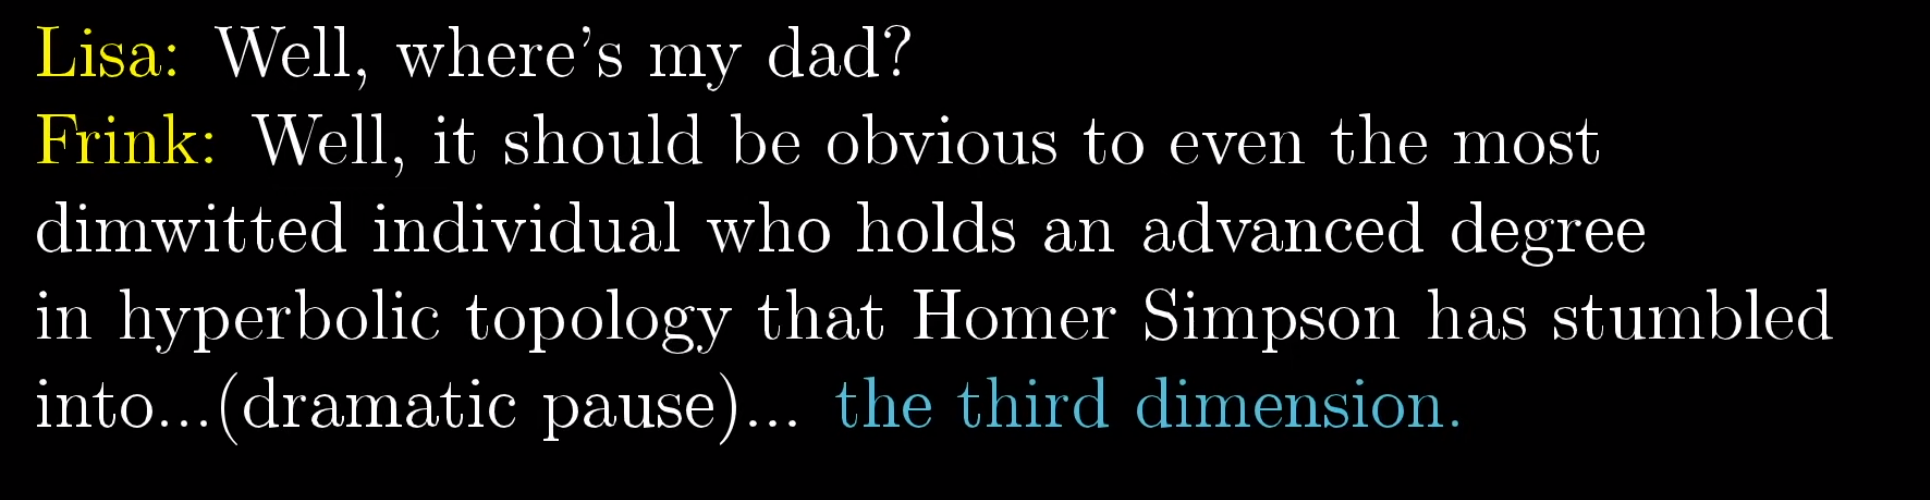 Lisa: Well, where's my dad?
Frink: Well, it should be obvious to even the most
dimwitted individual who holds an advanced degree
in hyperbolic topology that Homer Simpson has stumbled
into...(dramatic pause)... the third dimension.